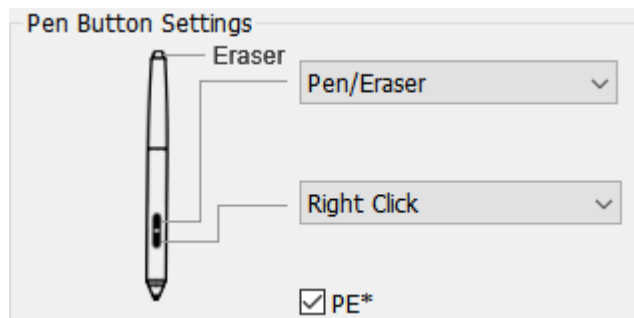 Pen Button Settings
Eraser
Pen/Eraser
Right Click
PE*